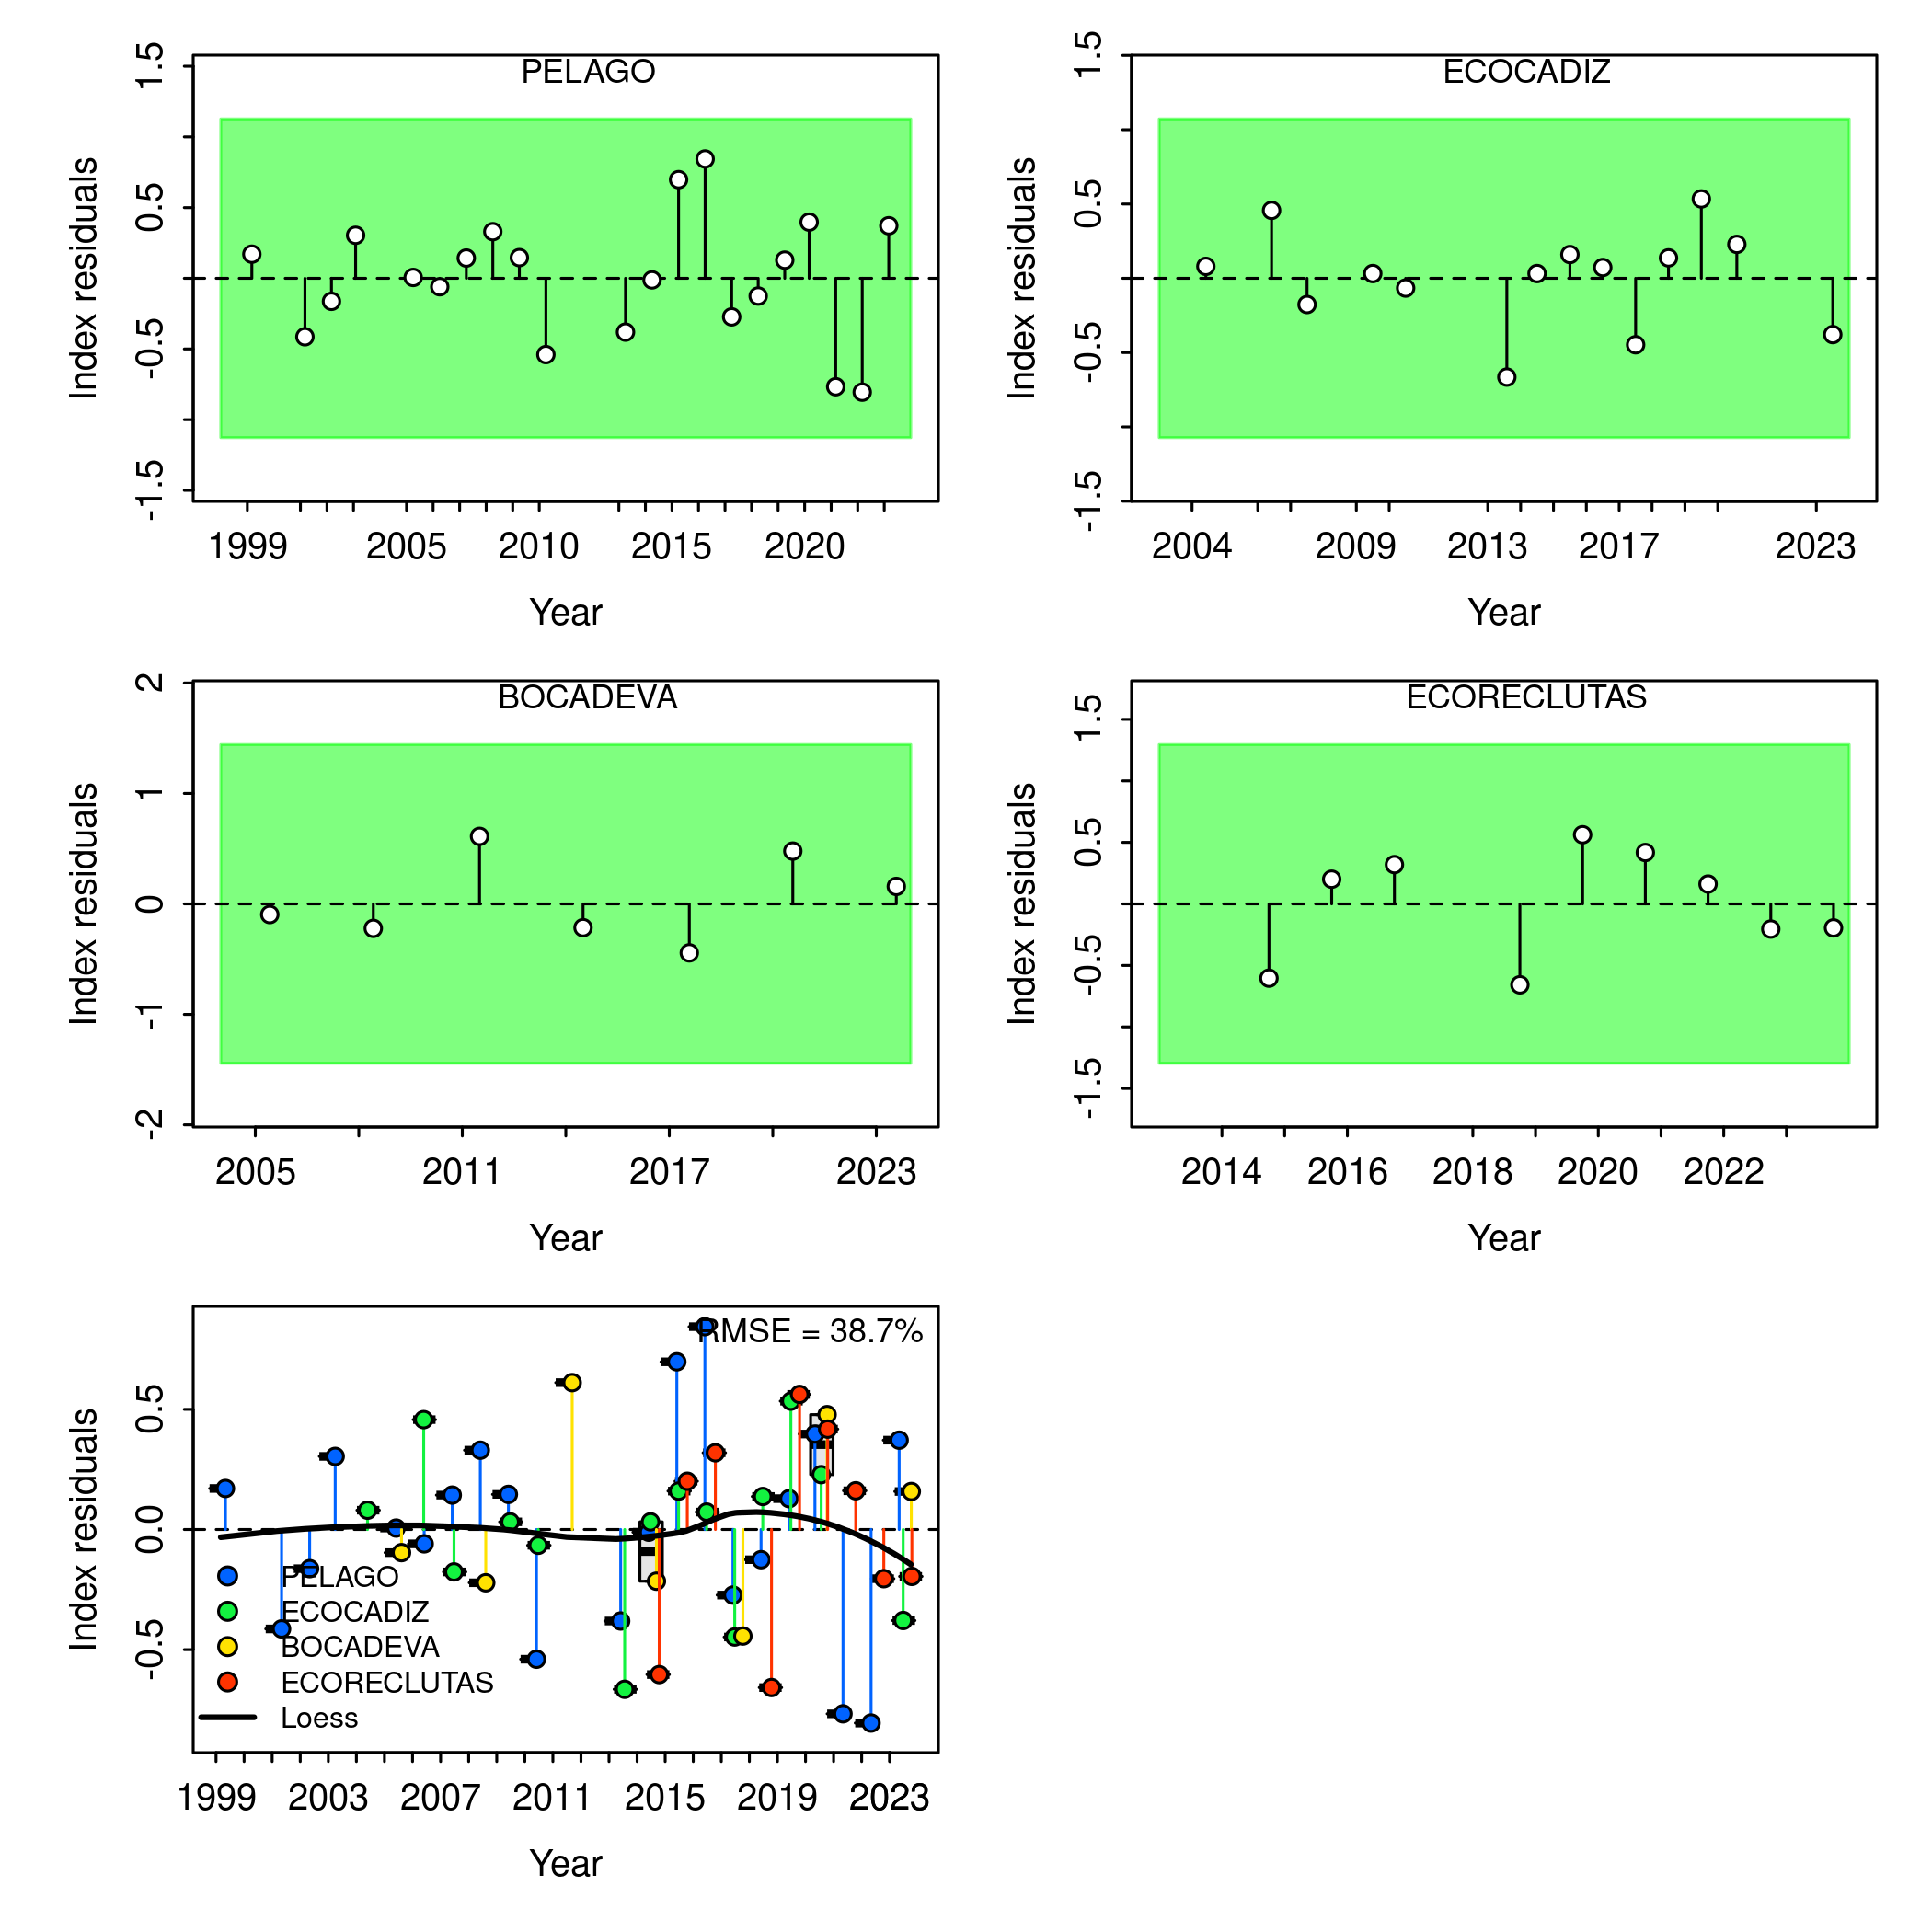 PELAGO
1.5
0.5
-0.5
-1.5
Index residuals
1999 2005 2010 2015 2020
Year
ECOCADIZ
1.5
0.5
-0.5
-1.5
Index residuals
2004 2009 2013 2017 2023
Year
BOCADEVA
2
1
0
-1
-2
Index residuals
2005 2011 2017 2023
Year
ECORECLUTAS
1.5
0.5
-0.5
-1.5
Index residuals
2014 2016 2018 2020 2022
Year
RMSE = 38.7%
0.5
0.0
-0.5
Index residuals
PELAGO
ECOCADIZ
BOCADEVA
ECORECLUTAS
Loess
1999 2003 2007 2011 2015 2019 2023
Year